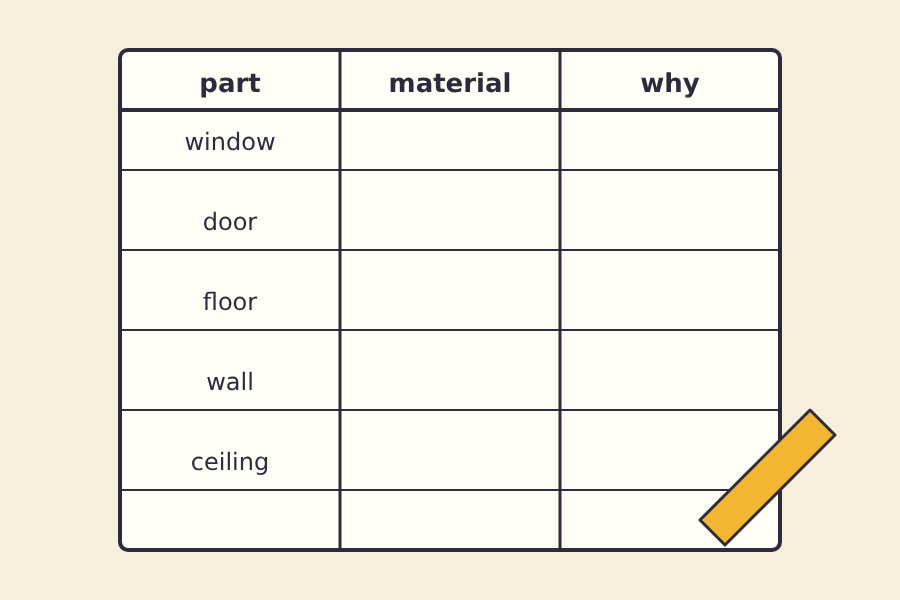 part material why
window
door
floor
wall
ceiling